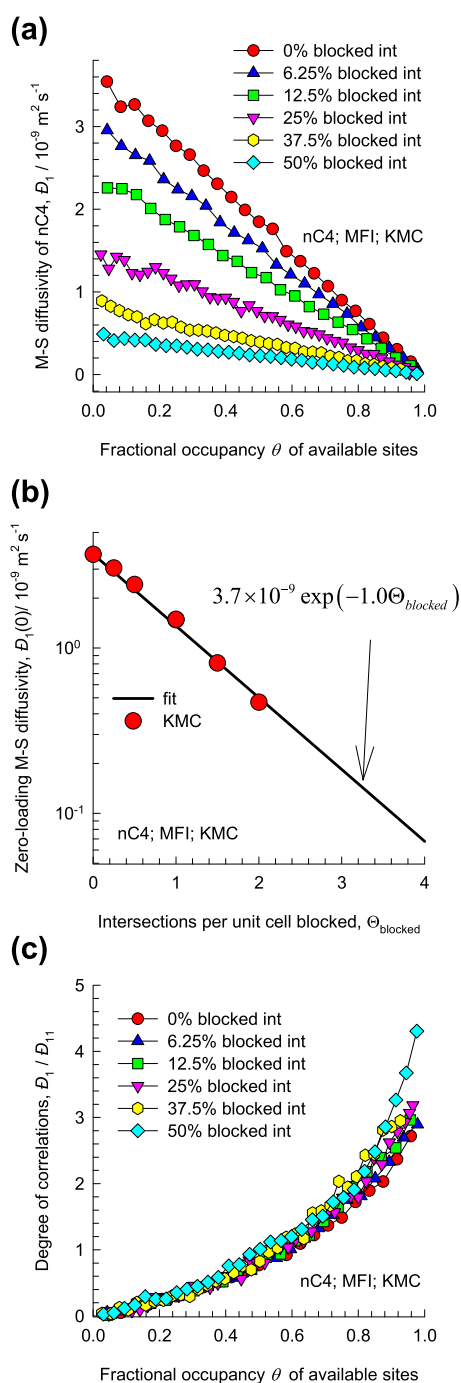 (a)
0% blocked int
6.25% blocked int
12.5% blocked int
25% blocked int
37.5% blocked int
50% blocked int
nC4; MFI; KMC
M-S diffusivity of nC4, Đ₁ / 10⁻⁹ m² s⁻¹
3
2
1
0
0.0 0.2 0.4 0.6 0.8 1.0
Fractional occupancy θ of available sites
(b)
Zero-loading M-S diffusivity, Đ₁(0)/ 10⁻⁹ m² s⁻¹
3.7×10⁻⁹ exp(−1.0Θ_blocked)
10⁰
fit
KMC
10⁻¹
nC4; MFI; KMC
0 1 2 3 4
Intersections per unit cell blocked, Θ_blocked
(c)
Degree of correlations, Đ₁ / Đ₁₁
5
4
3
2
1
0
0% blocked int
6.25% blocked int
12.5% blocked int
25% blocked int
37.5% blocked int
50% blocked int
nC4; MFI; KMC
0.0 0.2 0.4 0.6 0.8 1.0
Fractional occupancy θ of available sites